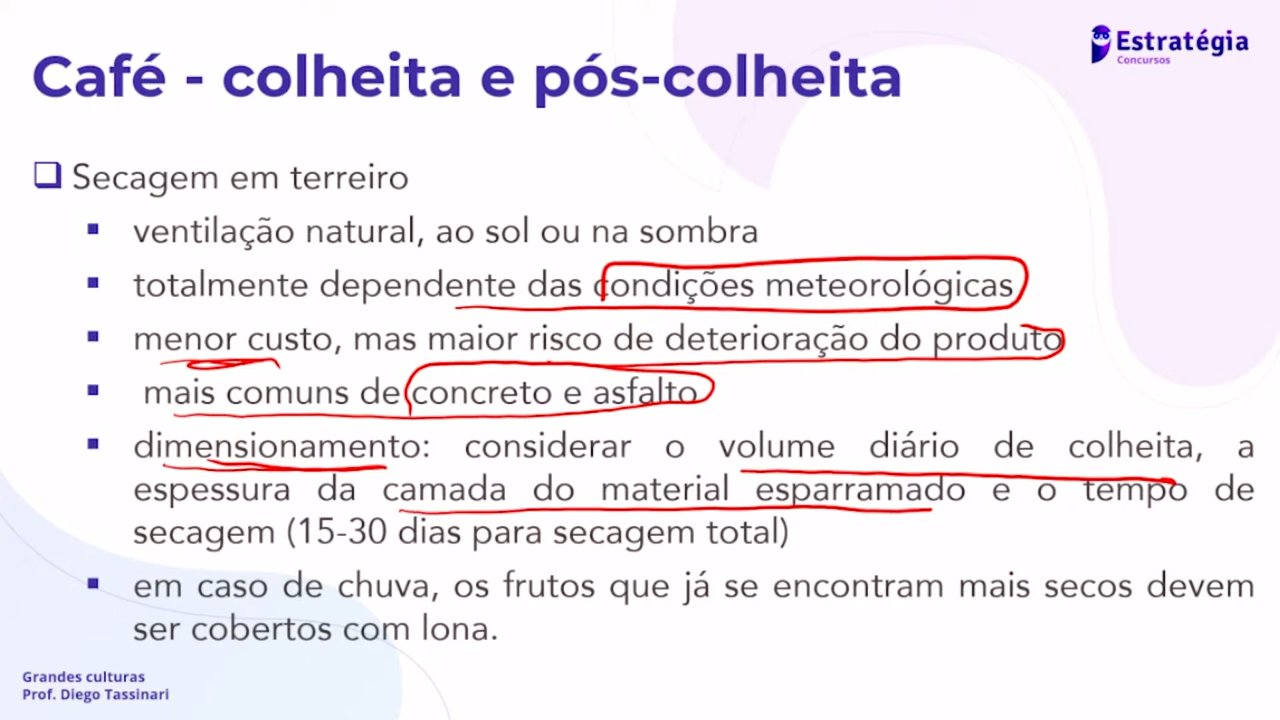 Estratégia
Concursos
Café - colheita e pós-colheita
Secagem em terreiro
ventilação natural, ao sol ou na sombra
totalmente dependente das condições meteorológicas
menor custo, mas maior risco de deterioração do produto
mais comuns de concreto e asfalto
dimensionamento: considerar o volume diário de colheita, a
espessura da camada do material esparramado e o tempo de
secagem (15-30 dias para secagem total)
em caso de chuva, os frutos que já se encontram mais secos devem
ser cobertos com lona.
Grandes culturas
Prof. Diego Tassinari